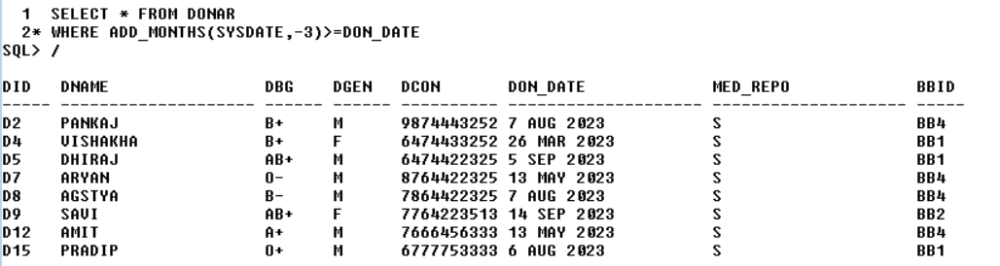 1 SELECT * FROM DONAR
2* WHERE ADD_MONTHS(SYSDATE,-3)>=DON_DATE
SQL> /
DID DNAME DBG DGEN DCON DON_DATE MED_REPO BBID
----- -------------------- ------ ----- ---------- -------------------- -------------------- -----
D2 PANKAJ B+ M 9874443252 7 AUG 2023 S BB4
D4 VISHAKHA B+ F 6474433252 26 MAR 2023 S BB1
D5 DHIRAJ AB+ M 6474422325 5 SEP 2023 S BB1
D7 ARYAN O- M 8764422325 13 MAY 2023 S BB4
D8 AGSTYA B- M 7864422325 7 AUG 2023 S BB4
D9 SAVI AB+ F 7764223513 14 SEP 2023 S BB2
D12 AMIT A+ M 7666456333 13 MAY 2023 S BB4
D15 PRADIP O+ M 6777753333 6 AUG 2023 S BB1